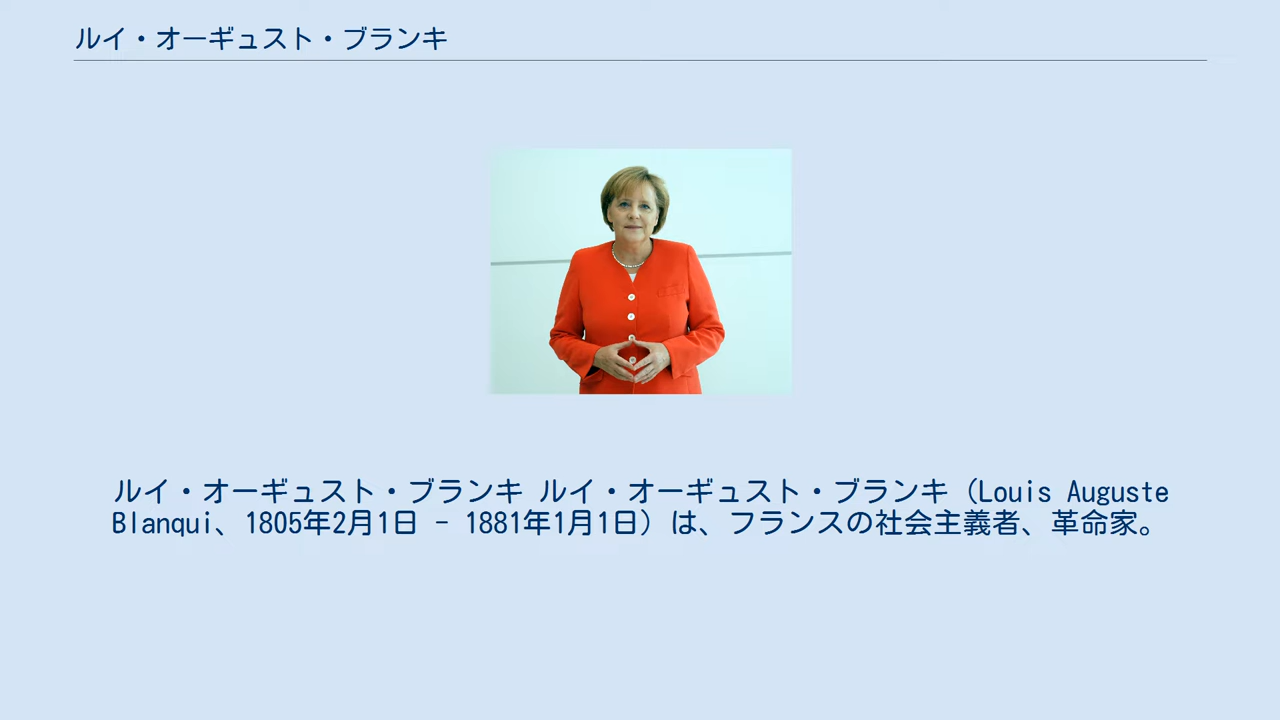 ルイ・オーギュスト・ブランキ
ルイ・オーギュスト・ブランキ ルイ・オーギュスト・ブランキ（Louis Auguste
Blanqui、1805年2月1日 - 1881年1月1日）は、フランスの社会主義者、革命家。